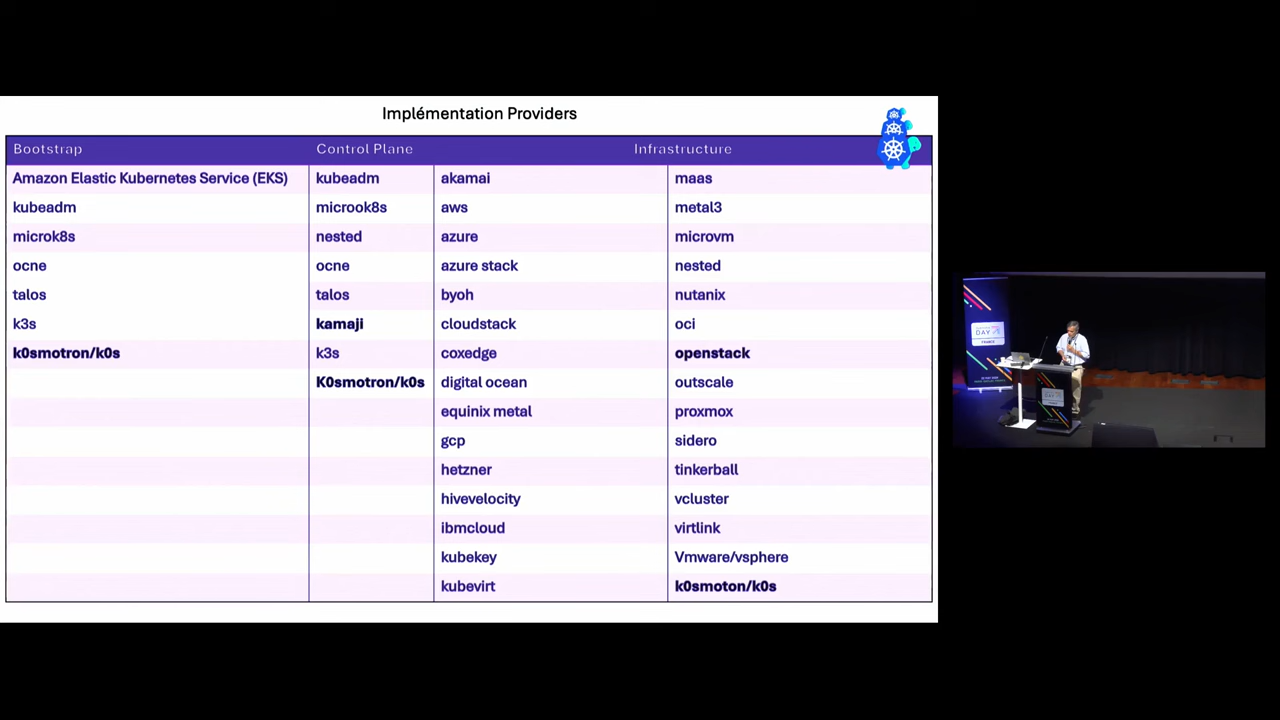 Implémentation Providers
Bootstrap Control Plane Infrastructure
Amazon Elastic Kubernetes Service (EKS) kubeadm akamai maas
kubeadm microok8s aws metal3
microk8s nested azure microvm
ocne ocne azure stack nested
talos talos byoh nutanix
k3s kamaji cloudstack oci
k0smotron/k0s k3s coxedge openstack
K0smotron/k0s digital ocean outscale
equinix metal proxmox
gcp sidero
hetzner tinkerball
hivevelocity vcluster
ibmcloud virtlink
kubekey Vmware/vsphere
kubevirt k0smoton/k0s
DAY